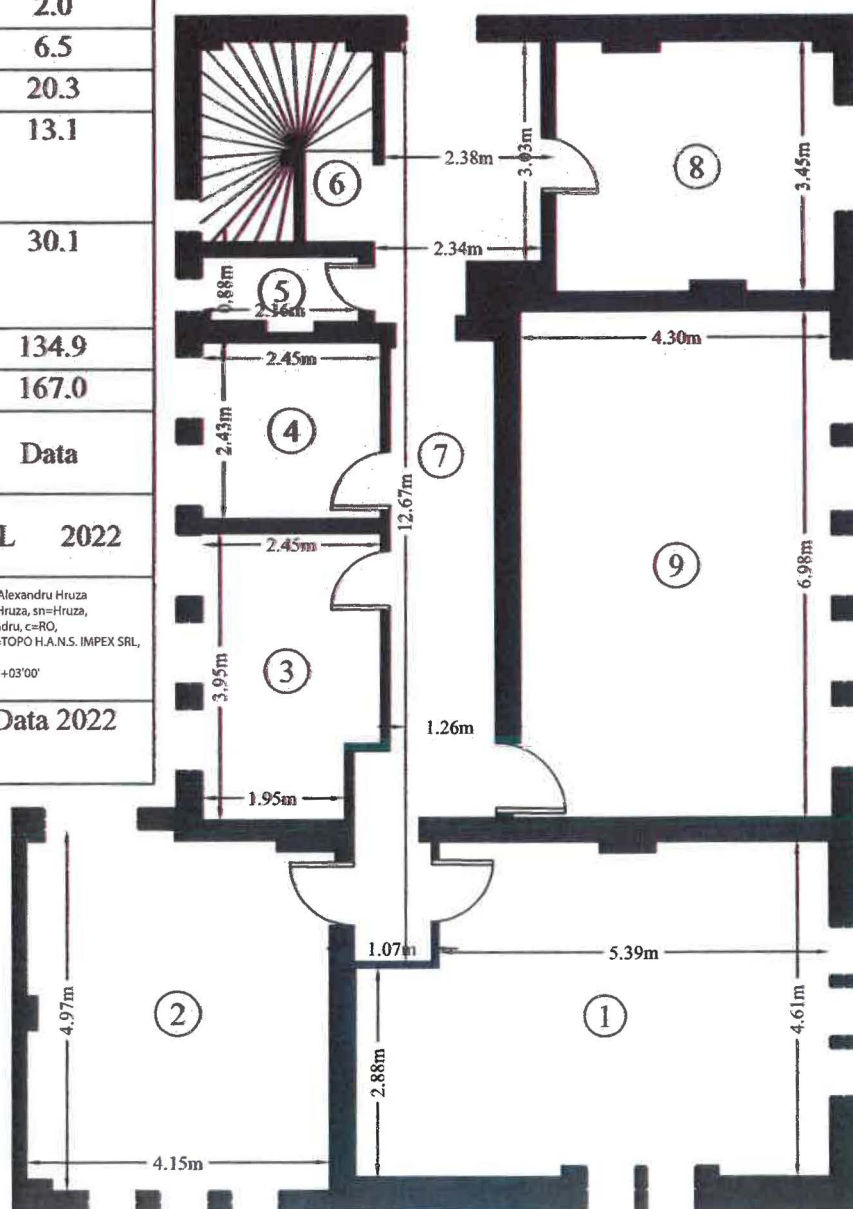 2.0
6.5
20.3
13.1
30.1
134.9
167.0
Data
L 2022
Alexandru Hruza
Hruza, sn=Hruza,
dru, c=RO,
=TOPO H.A.N.S. IMPEX SRL,
+03'00'
Data 2022
2.38m
3.03m
8
3.45m
6
2.34m
0.88m
5
2.16m
2.45m
4.30m
4
2.43m
7
12.67m
2.45m
9
6.98m
3
3.95m
1.26m
1.95m
1.07m
5.39m
4.97m
2
1
4.61m
2.88m
4.15m